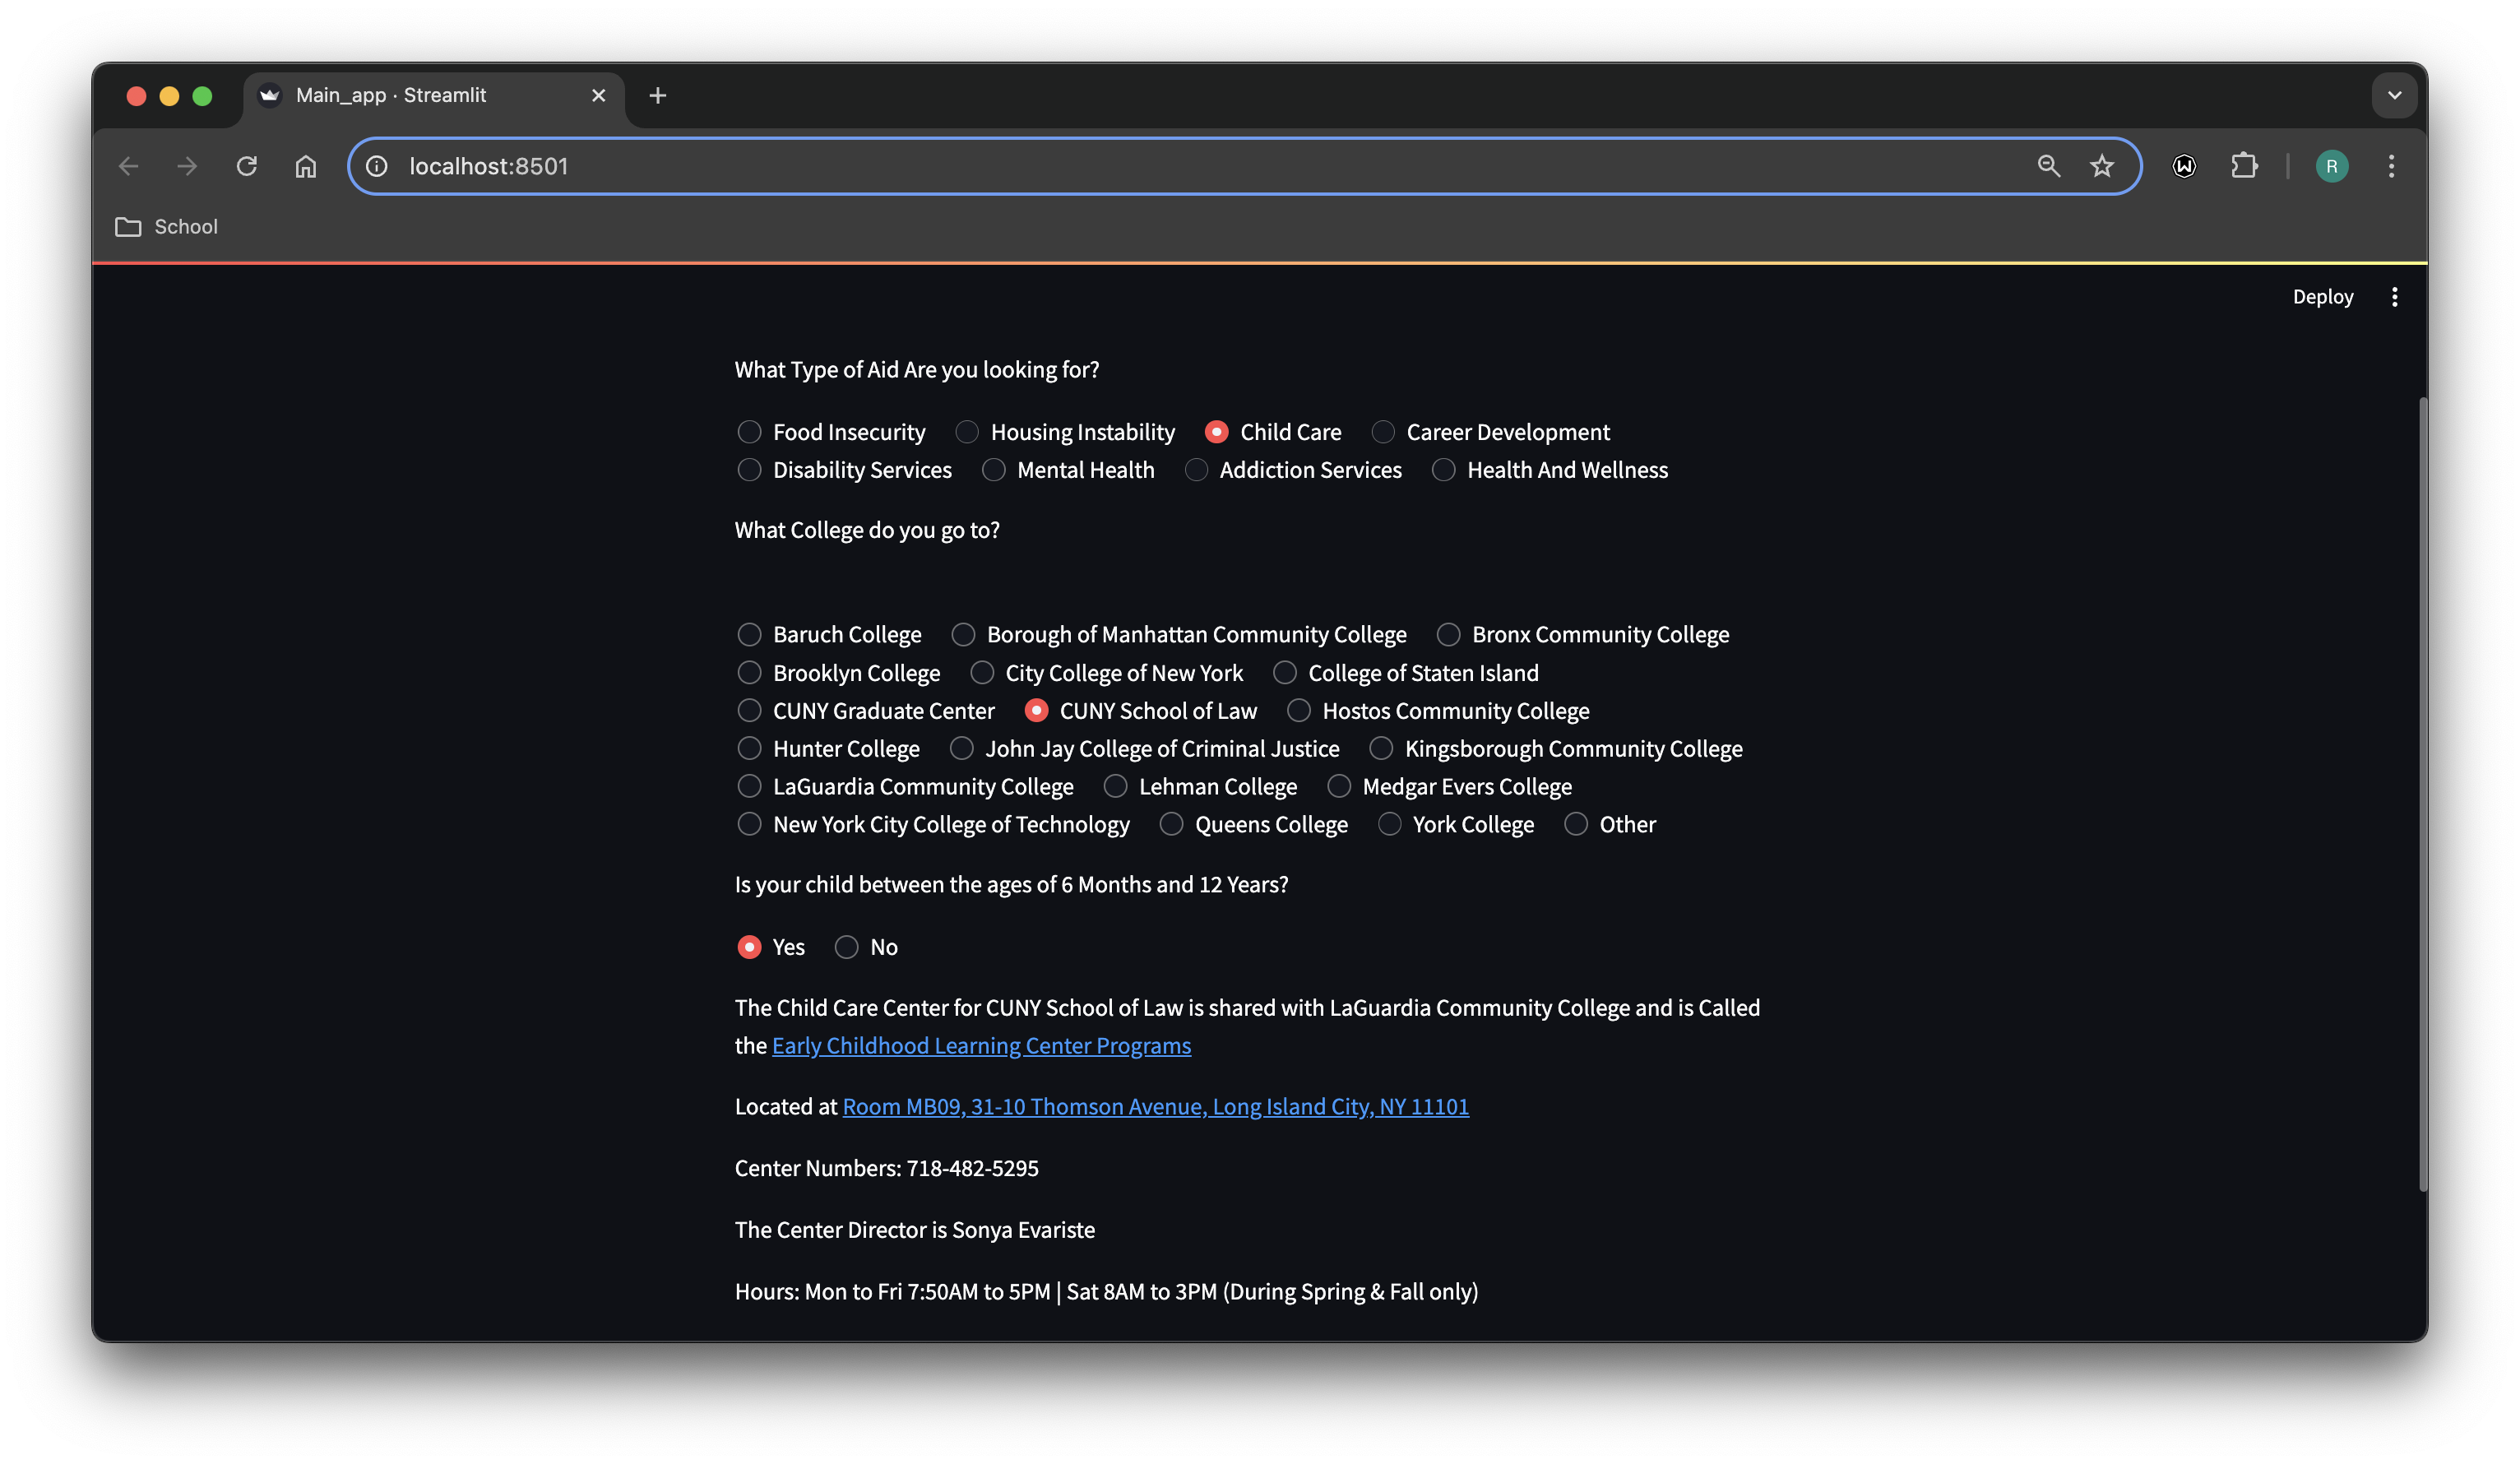 Main_app · Streamlit
localhost:8501
W
R
School
Deploy
What Type of Aid Are you looking for?
Food Insecurity Housing Instability Child Care Career Development
Disability Services Mental Health Addiction Services Health And Wellness
What College do you go to?
Baruch College Borough of Manhattan Community College Bronx Community College
Brooklyn College City College of New York College of Staten Island
CUNY Graduate Center CUNY School of Law Hostos Community College
Hunter College John Jay College of Criminal Justice Kingsborough Community College
LaGuardia Community College Lehman College Medgar Evers College
New York City College of Technology Queens College York College Other
Is your child between the ages of 6 Months and 12 Years?
Yes No
The Child Care Center for CUNY School of Law is shared with LaGuardia Community College and is Called
the Early Childhood Learning Center Programs
Located at Room MB09, 31-10 Thomson Avenue, Long Island City, NY 11101
Center Numbers: 718-482-5295
The Center Director is Sonya Evariste
Hours: Mon to Fri 7:50AM to 5PM | Sat 8AM to 3PM (During Spring & Fall only)